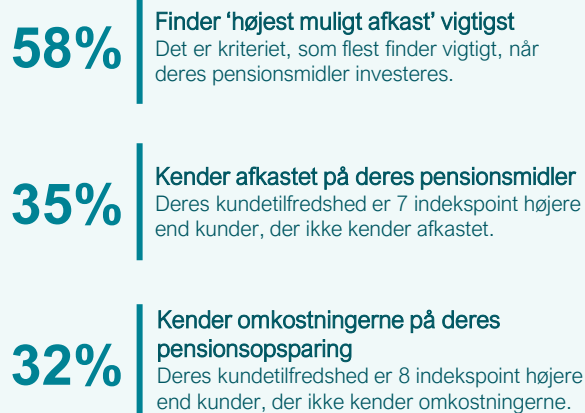 58%
Finder ‘højest muligt afkast’ vigtigst
Det er kriteriet, som flest finder vigtigt, når
deres pensionsmidler investeres.
35%
Kender afkastet på deres pensionsmidler
Deres kundetilfredshed er 7 indekspoint højere
end kunder, der ikke kender afkastet.
32%
Kender omkostningerne på deres
pensionsopsparing
Deres kundetilfredshed er 8 indekspoint højere
end kunder, der ikke kender omkostningerne.